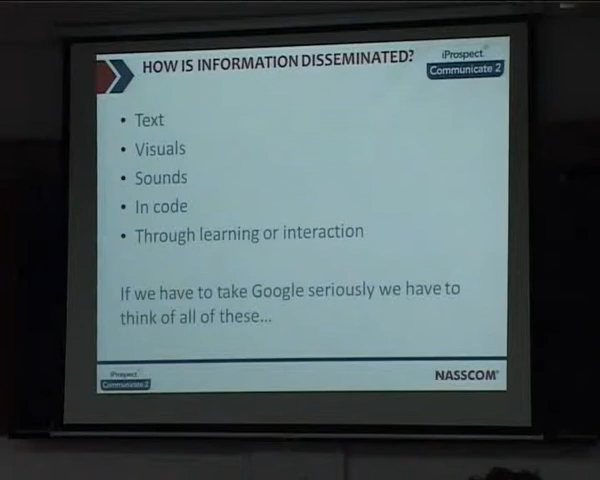 HOW IS INFORMATION DISSEMINATED?
iProspect
Communicate 2
• Text
• Visuals
• Sounds
• In code
• Through learning or interaction
If we have to take Google seriously we have to
think of all of these...
iProspect
Communicate 2
NASSCOM®